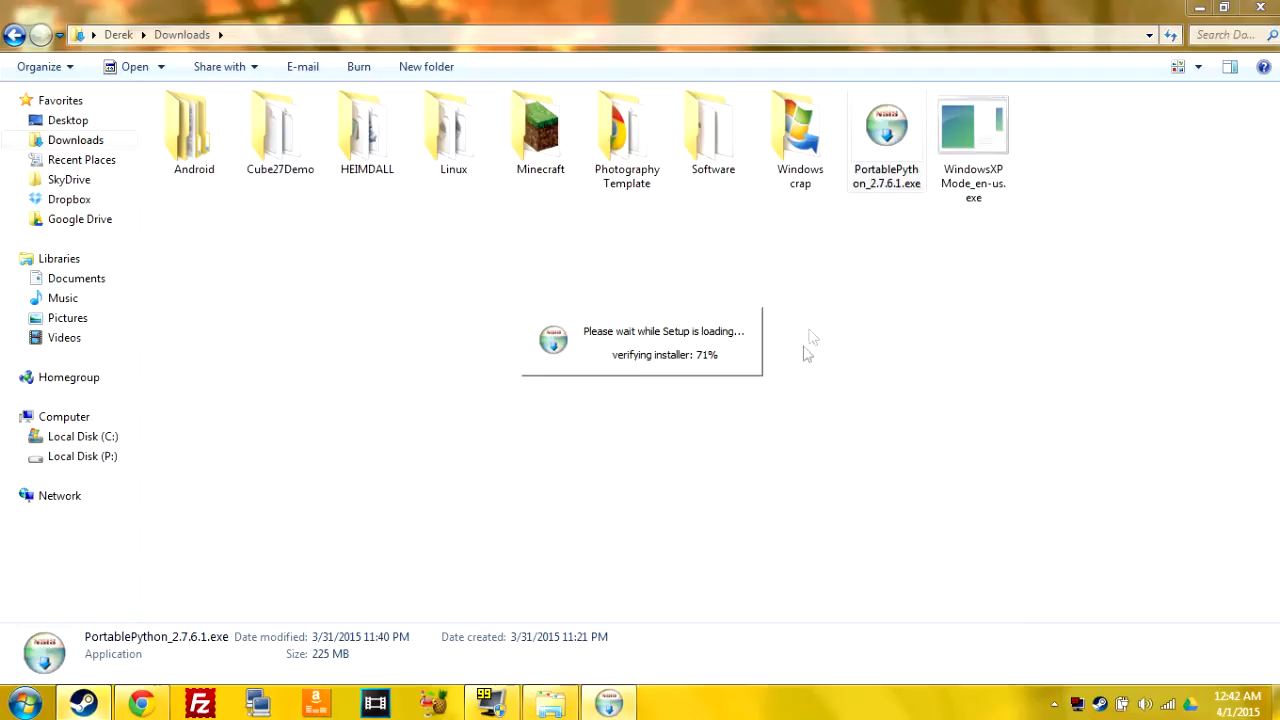 Derek
Downloads
Search Do...
Organize
Open
Share with
E-mail
Burn
New folder
Favorites
Desktop
Downloads
Recent Places
SkyDrive
Dropbox
Google Drive
Libraries
Documents
Music
Pictures
Videos
Homegroup
Computer
Local Disk (C:)
Local Disk (P:)
Network
Android
Cube27Demo
HEIMDALL
Linux
Minecraft
Photography
Template
Software
Windows
crap
PortablePyth
on_2.7.6.1.exe
WindowsXP
Mode_en-us.
exe
Please wait while Setup is loading...
verifying installer: 71%
PortablePython_2.7.6.1.exe
Date modified: 3/31/2015 11:40 PM
Date created: 3/31/2015 11:21 PM
Application
Size: 225 MB
99
12:42 AM
4/1/2015